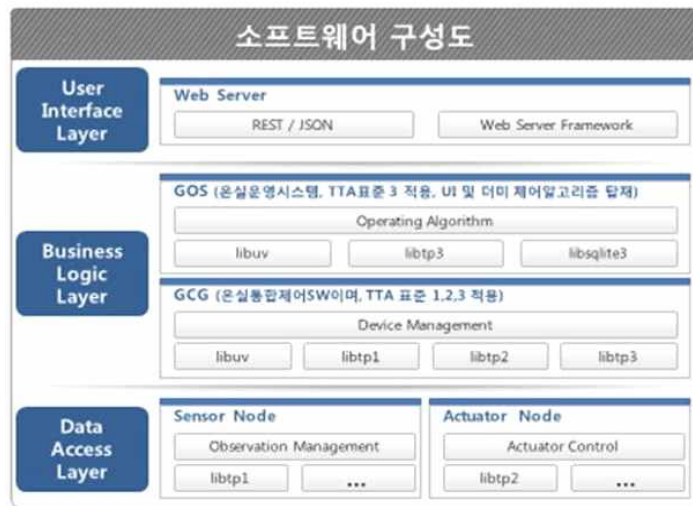 소프트웨어 구성도
User
Interface
Layer
Web Server
REST / JSON
Web Server Framework
Business
Logic
Layer
GOS (온실운영시스템, TTA표준 3 적용, UI 및 더미 제어알고리즘 탑재)
Operating Algorithm
libuv
libtp3
libsqlite3
GCG (온실통합제어SW이며, TTA 표준 1,2,3 적용)
Device Management
libuv
libtp1
libtp2
libtp3
Data
Access
Layer
Sensor Node
Observation Management
libtp1
...
Actuator Node
Actuator Control
libtp2
...